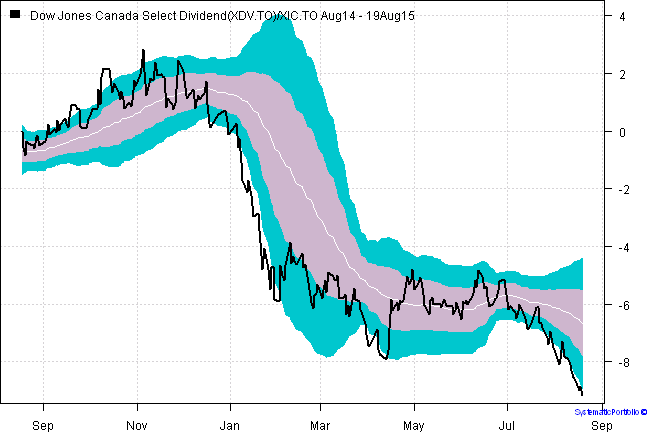 Dow Jones Canada Select Dividend(XDV.TO)/XIC.TO Aug14 - 19Aug15
4
2
0
-2
-4
-6
-8
Sep Nov Jan Mar May Jul Sep
SystematicPortfolio ©